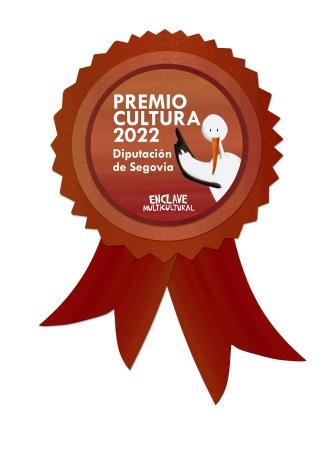 PREMIO
CULTURA
2022
Diputación
de Segovia
ENCLAVE
MULTICULTURAL